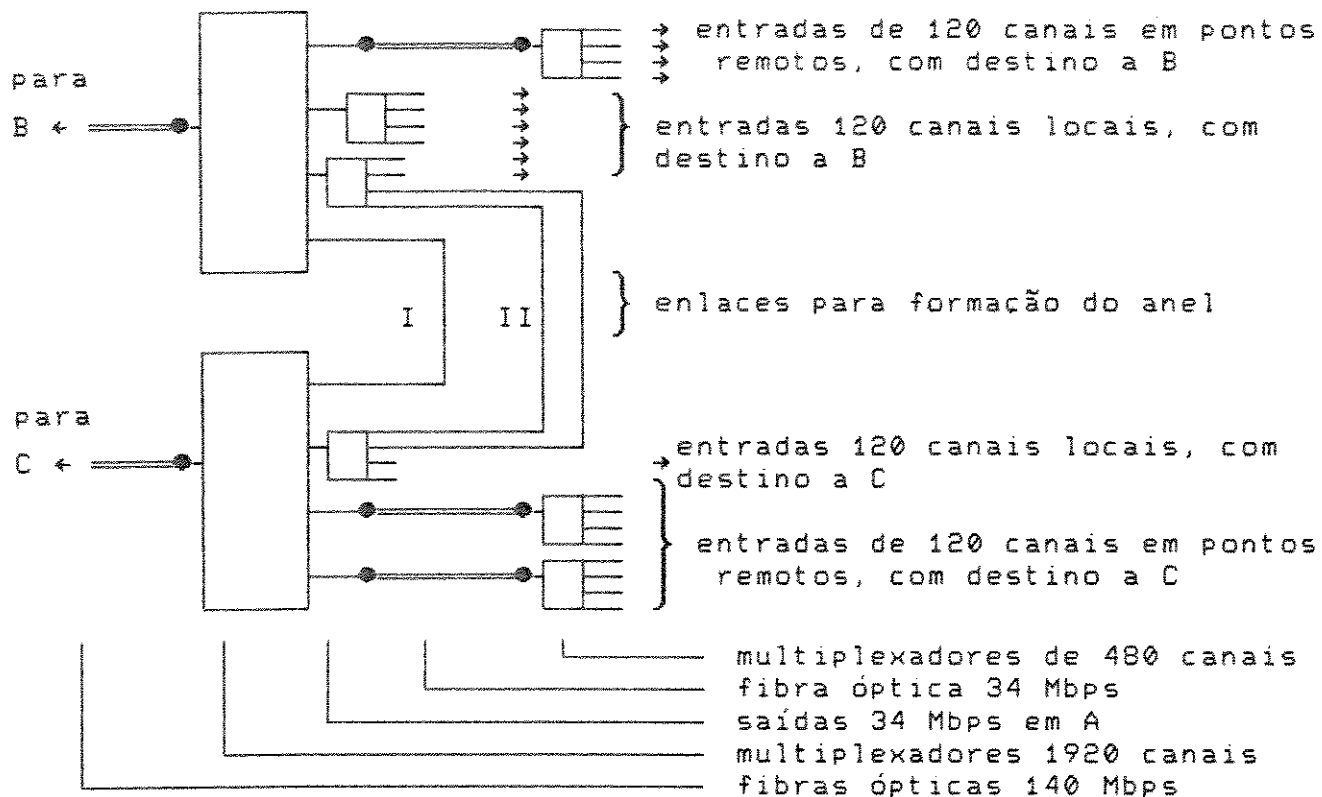 entradas de 120 canais em pontos
remotos, com destino a B
para
B ←
entradas 120 canais locais, com
destino a B
enlaces para formação do anel
I II
para
C ←
entradas 120 canais locais, com
destino a C
entradas de 120 canais em pontos
remotos, com destino a C
multiplexadores de 480 canais
fibra óptica 34 Mbps
saídas 34 Mbps em A
multiplexadores 1920 canais
fibras ópticas 140 Mbps